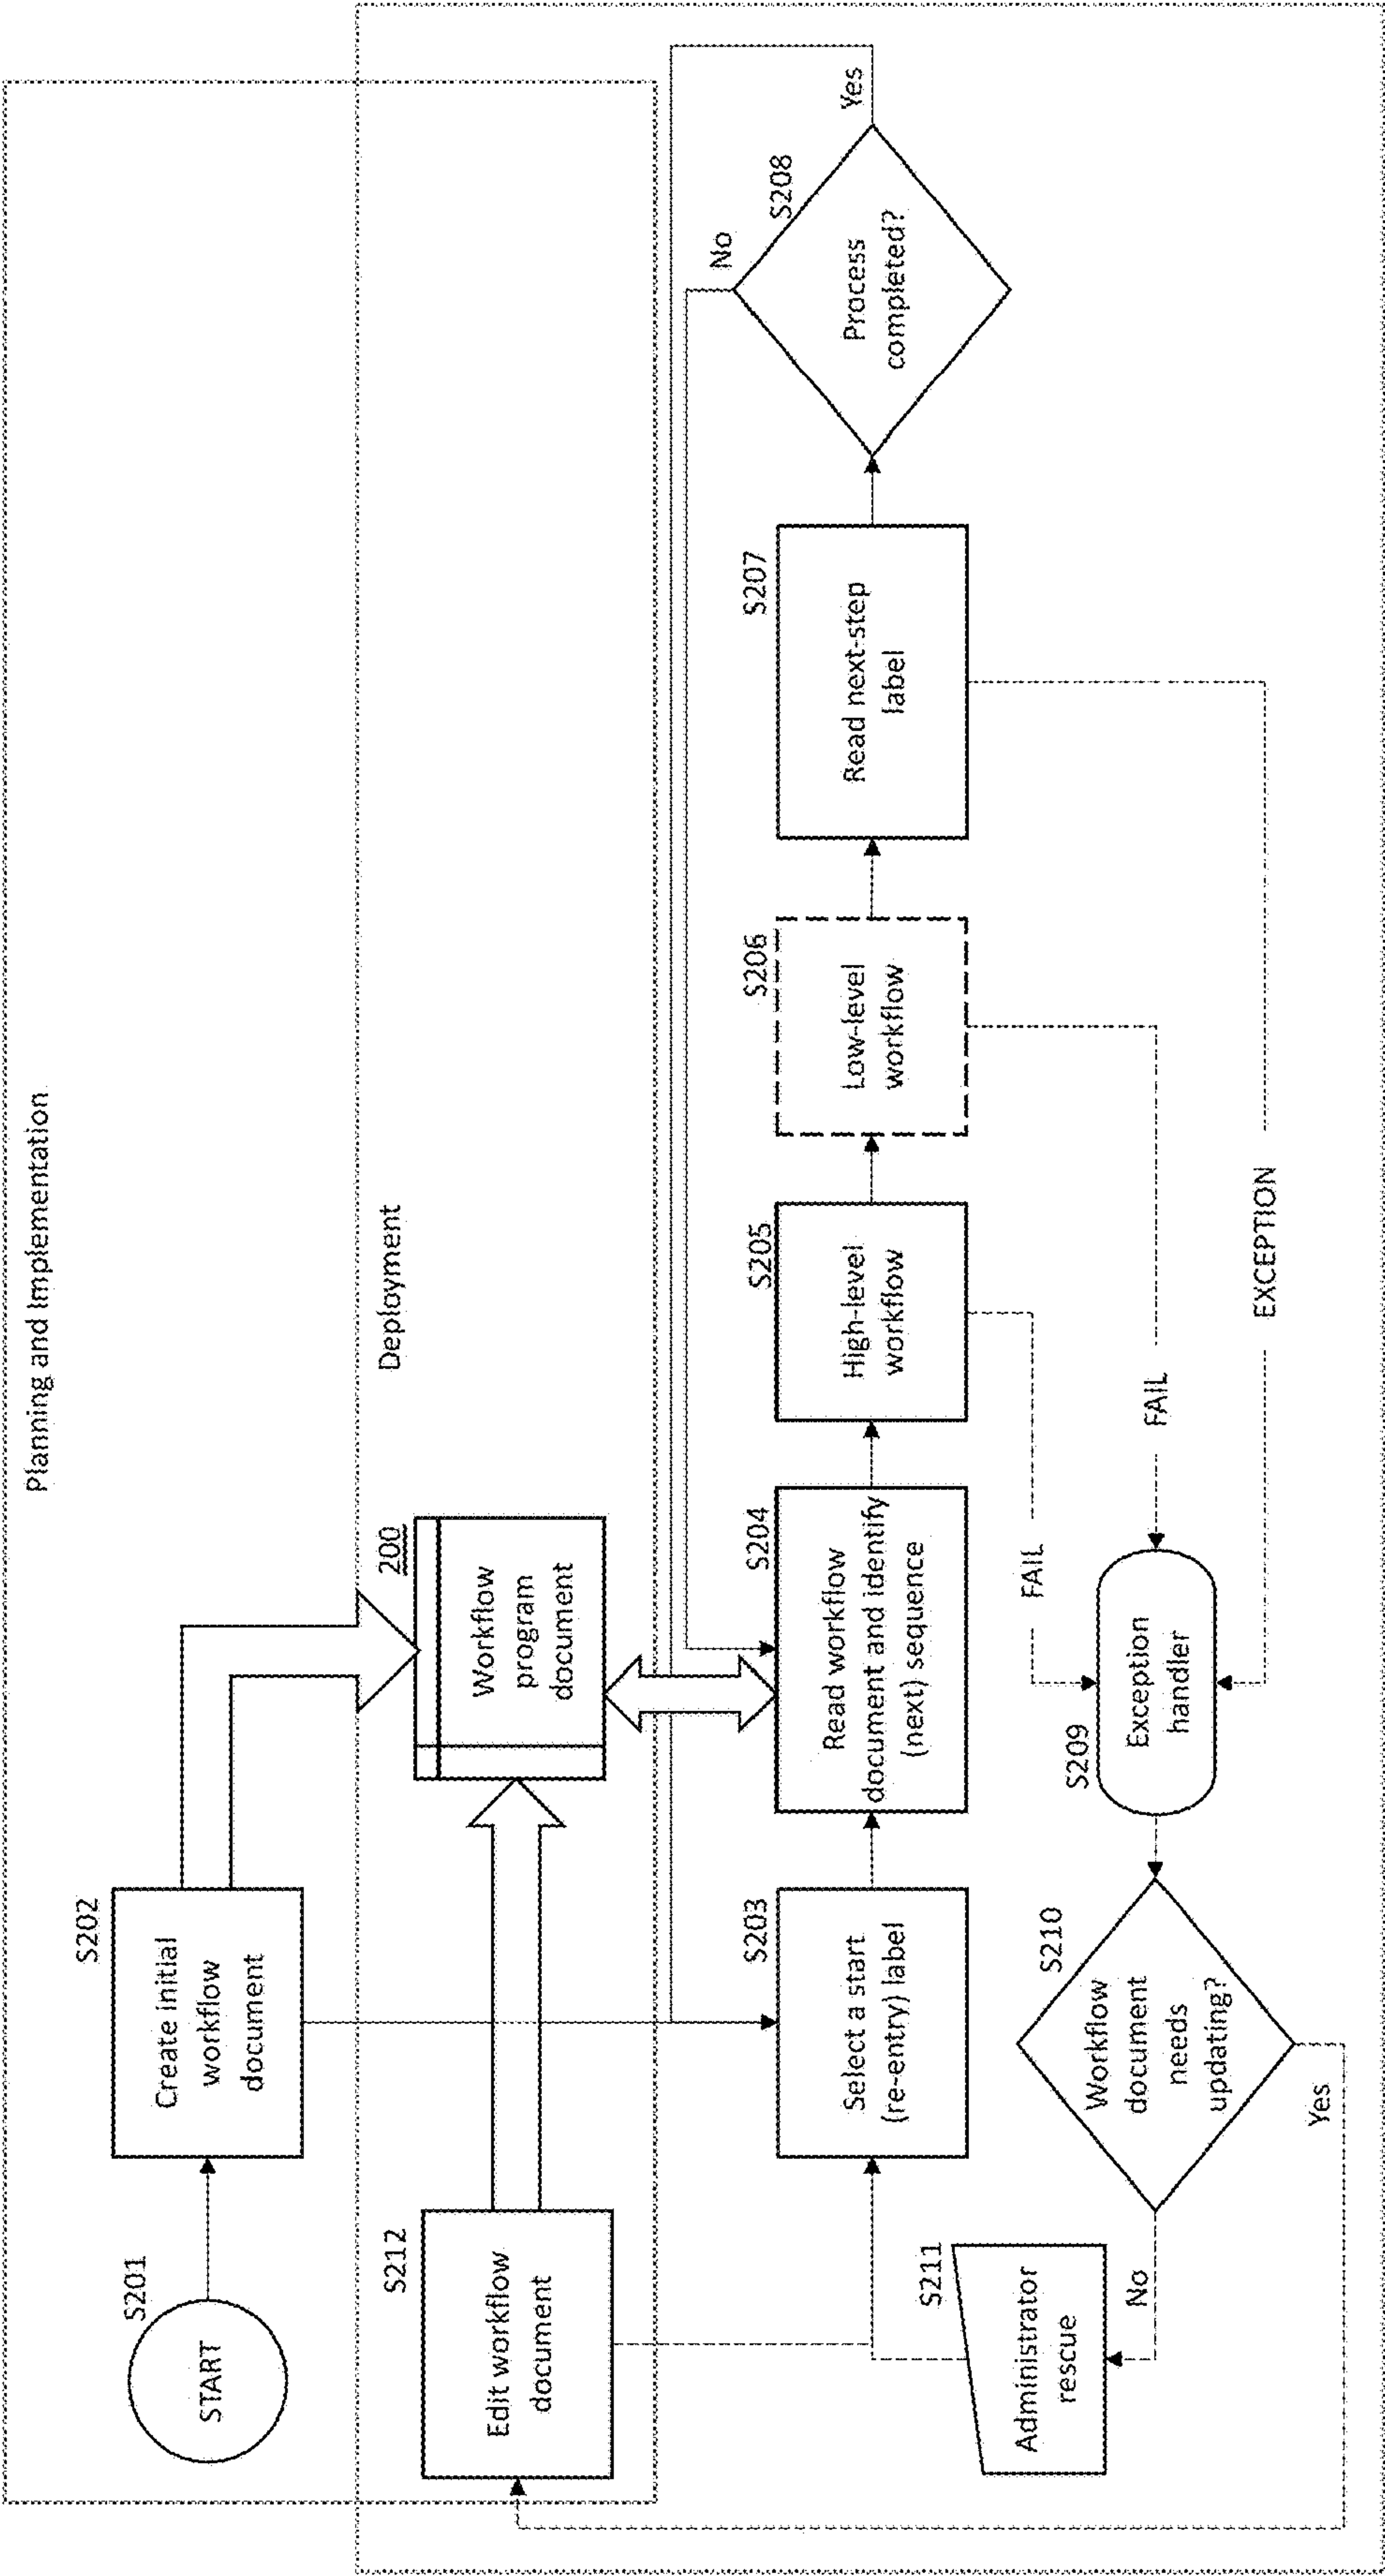 Planning and Implementation
S201
START
S202
Create initial
workflow
document
Deployment
S212
Edit workflow
document
200
Workflow
program
document
S203
Select a start
(re-entry) label
S204
Read workflow
document and identify
(next) sequence
S205
High-level
workflow
S206
Low-level
workflow
S207
Read next-step
label
S208
Process
completed?
No
Yes
S211
Administrator
rescue
No
S210
Workflow
document
needs
updating?
Yes
S209
Exception
handler
FAIL
FAIL
EXCEPTION